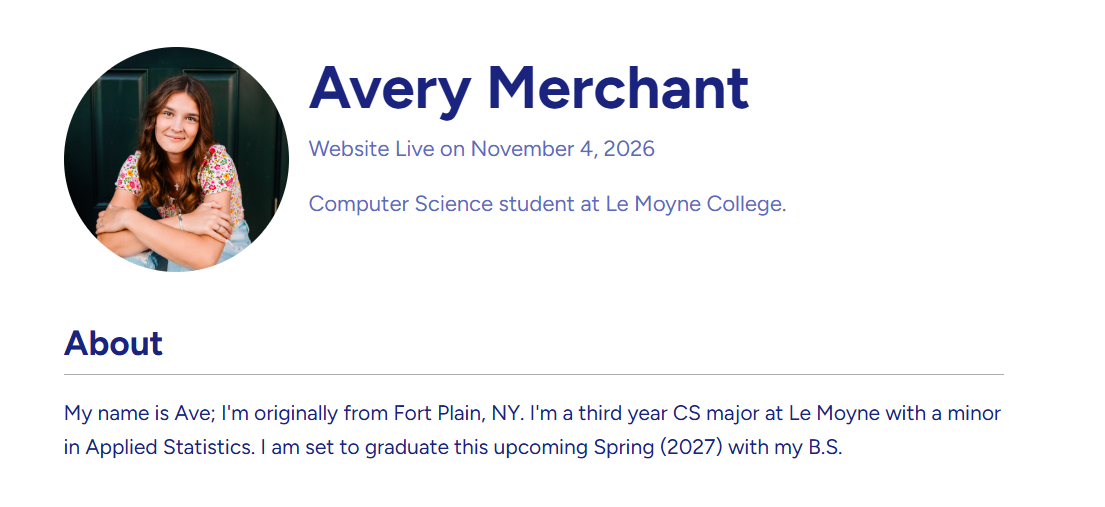 Avery Merchant
Website Live on November 4, 2026
Computer Science student at Le Moyne College.
About
My name is Ave; I'm originally from Fort Plain, NY. I'm a third year CS major at Le Moyne with a minor
in Applied Statistics. I am set to graduate this upcoming Spring (2027) with my B.S.